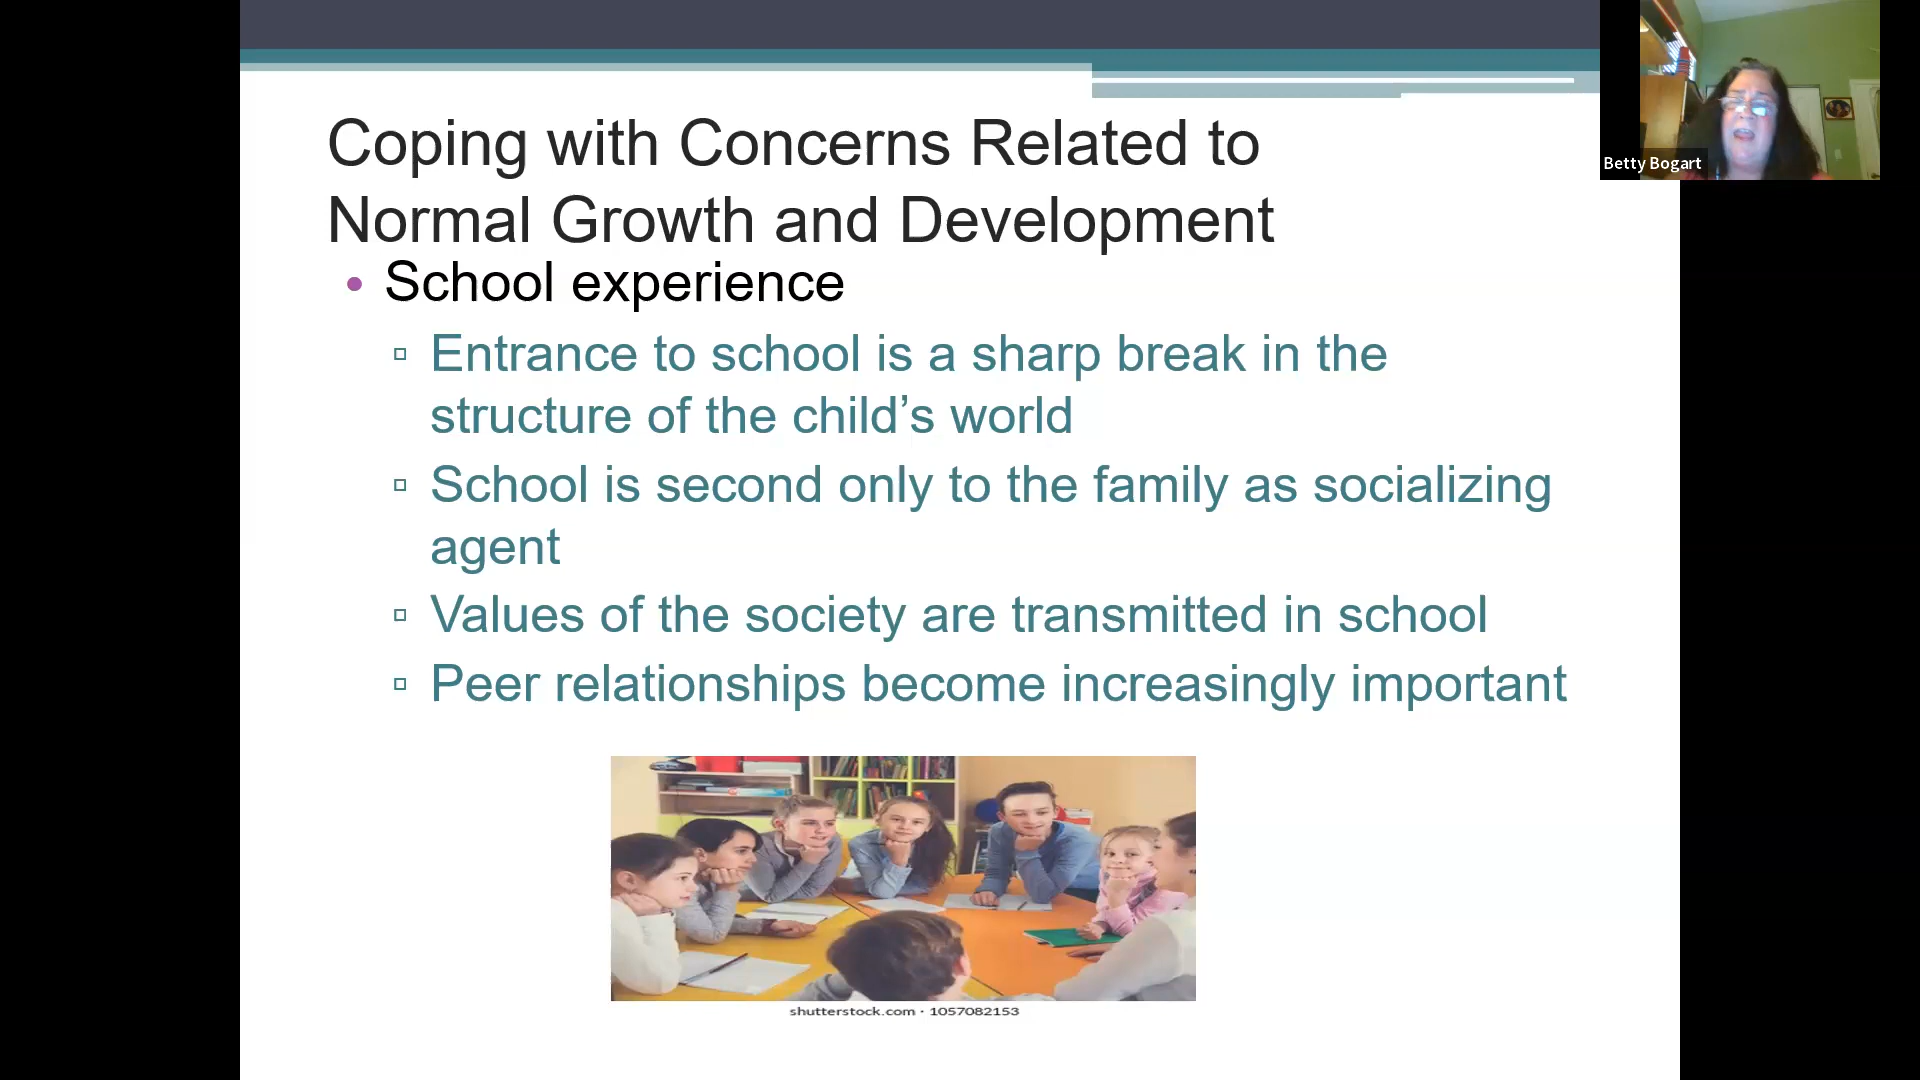 Coping with Concerns Related to
Normal Growth and Development
• School experience
▫ Entrance to school is a sharp break in the
structure of the child’s world
▫ School is second only to the family as socializing
agent
▫ Values of the society are transmitted in school
▫ Peer relationships become increasingly important
shutterstock.com · 1057082153
Betty Bogart